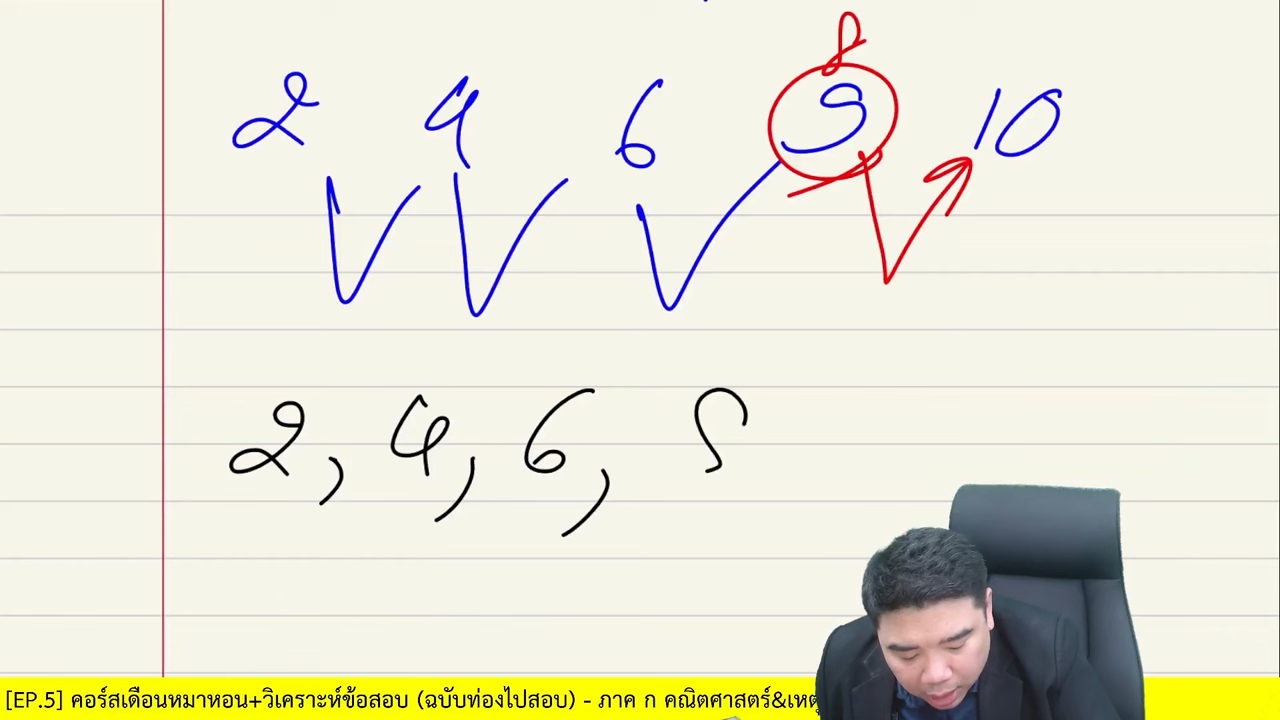 8
2 4 6 9 10
2, 4, 6, 8
[EP.5] คอร์สเดือนหมาหอน+วิเคราะห์ข้อสอบ (ฉบับท่องไปสอบ) - ภาค ก คณิตศาสตร์&เหตุ